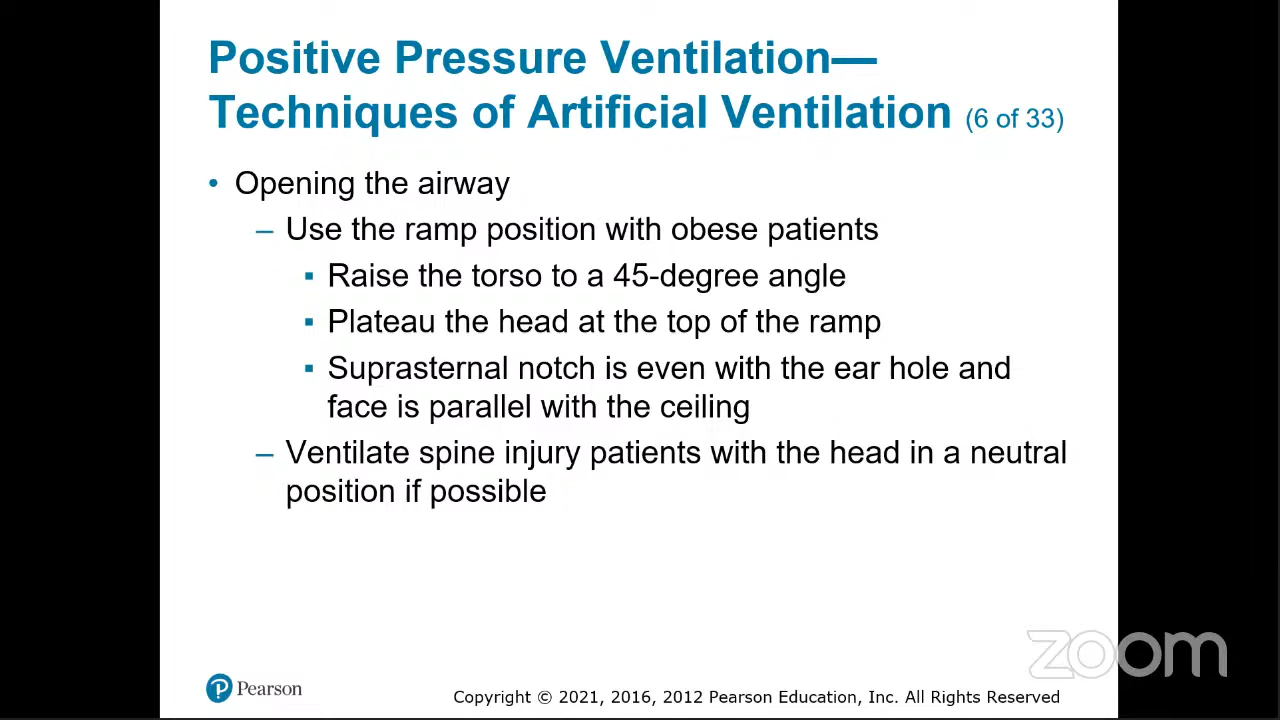 Positive Pressure Ventilation—
Techniques of Artificial Ventilation (6 of 33)
• Opening the airway
– Use the ramp position with obese patients
▪ Raise the torso to a 45-degree angle
▪ Plateau the head at the top of the ramp
▪ Suprasternal notch is even with the ear hole and
face is parallel with the ceiling
– Ventilate spine injury patients with the head in a neutral
position if possible
zoom
Pearson
Copyright © 2021, 2016, 2012 Pearson Education, Inc. All Rights Reserved